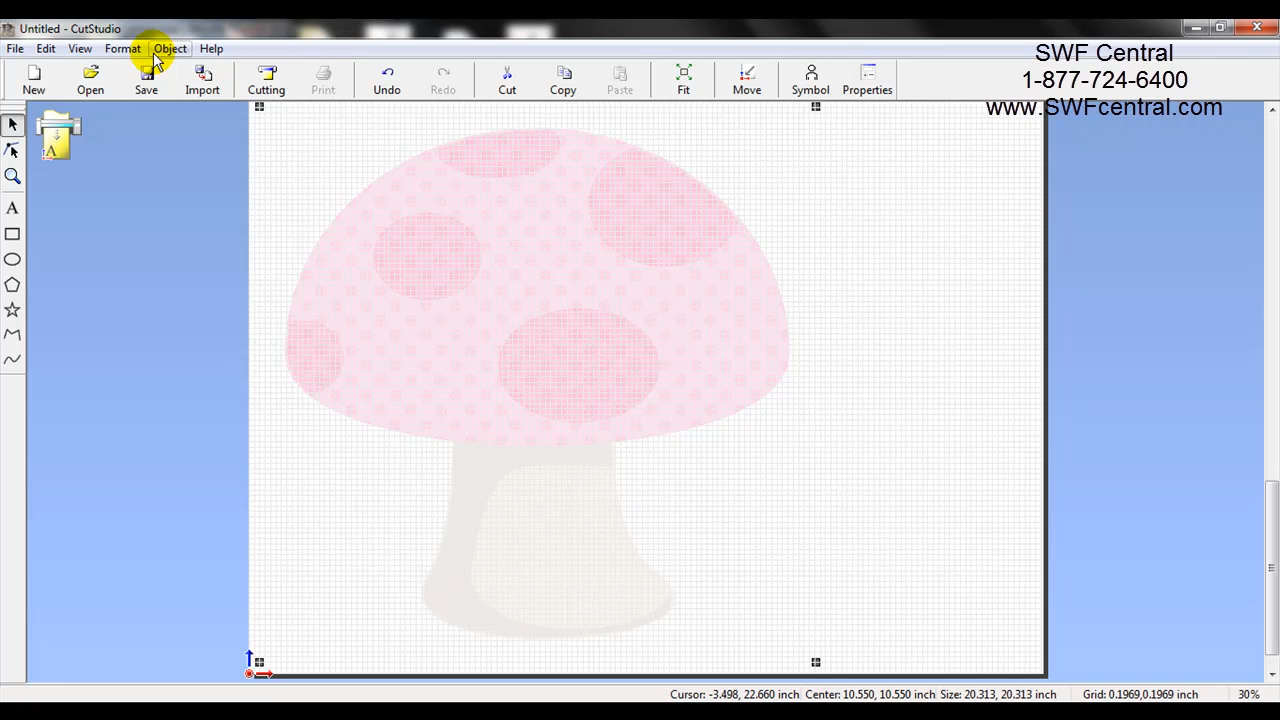 Untitled - CutStudio
File Edit View Format Object Help
SWF Central
1-877-724-6400
www.SWFcentral.com
New Open Save Import Cutting Print Undo Redo Cut Copy Paste Fit Move Symbol Properties
A
A
Cursor: -3.498, 22.660 inch Center: 10.550, 10.550 inch Size: 20.313, 20.313 inch Grid: 0.1969,0.1969 inch 30%